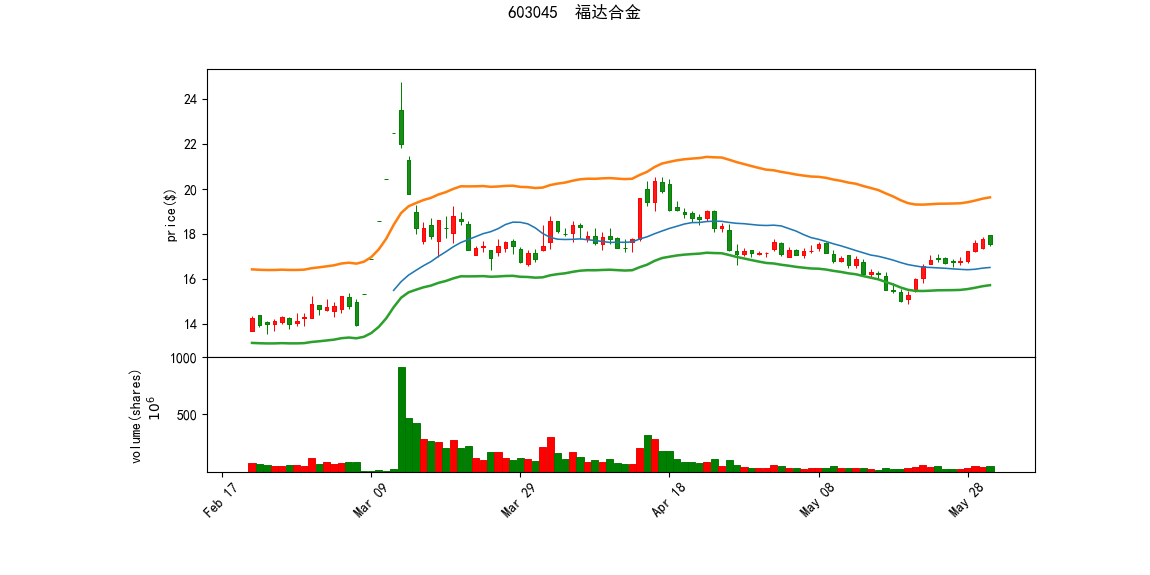 603045 福达合金
price($)
24
22
20
18
16
14
volume(shares)
10^6
1000
500
Feb 17
Mar 09
Mar 29
Apr 18
May 08
May 28